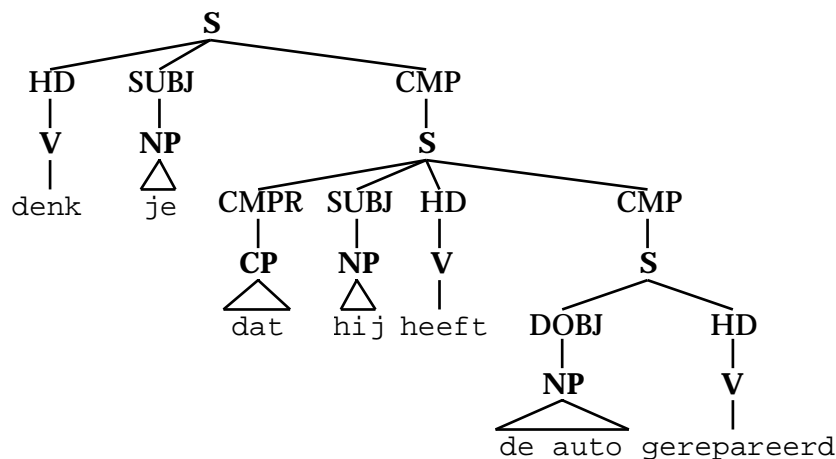 S
HD SUBJ CMP
V NP S
denk je CMPR SUBJ HD CMP
CP NP V S
dat hij heeft DOBJ HD
NP V
de auto gerepareerd